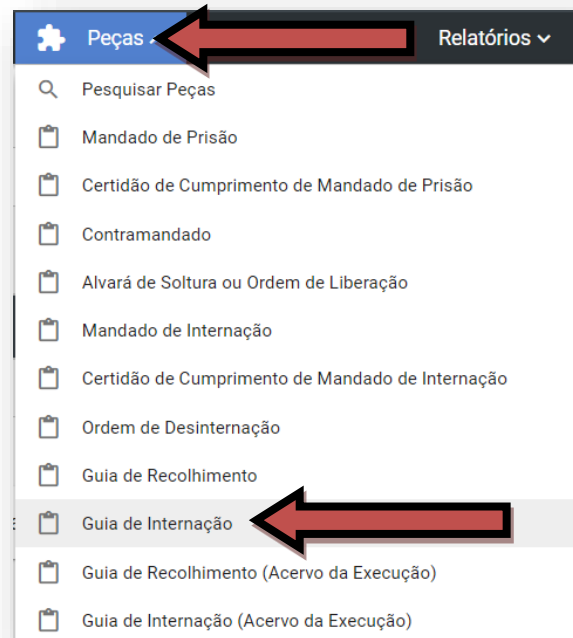 Peças
Relatórios
Pesquisar Peças
Mandado de Prisão
Certidão de Cumprimento de Mandado de Prisão
Contramandado
Alvará de Soltura ou Ordem de Liberação
Mandado de Internação
Certidão de Cumprimento de Mandado de Internação
Ordem de Desinternação
Guia de Recolhimento
Guia de Internação
Guia de Recolhimento (Acervo da Execução)
Guia de Internação (Acervo da Execução)